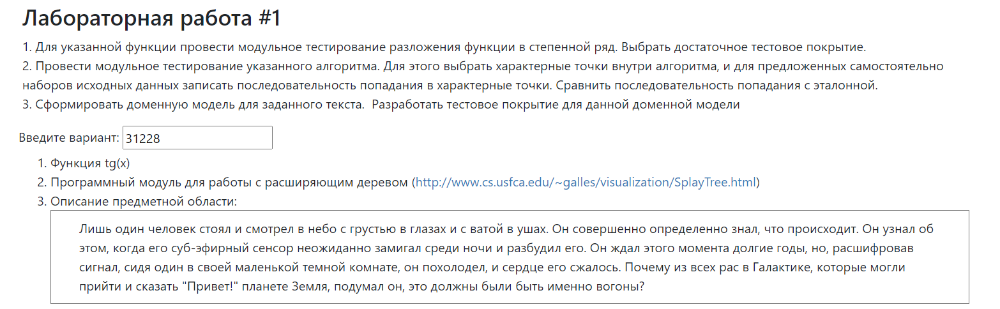 Лабораторная работа #1
1. Для указанной функции провести модульное тестирование разложения функции в степенной ряд. Выбрать достаточное тестовое покрытие.
2. Провести модульное тестирование указанного алгоритма. Для этого выбрать характерные точки внутри алгоритма, и для предложенных самостоятельно
наборов исходных данных записать последовательность попадания в характерные точки. Сравнить последовательность попадания с эталонной.
3. Сформировать доменную модель для заданного текста.  Разработать тестовое покрытие для данной доменной модели
Введите вариант: 31228
1. Функция tg(x)
2. Программный модуль для работы с расширяющим деревом (http://www.cs.usfca.edu/~galles/visualization/SplayTree.html)
3. Описание предметной области:
Лишь один человек стоял и смотрел в небо с грустью в глазах и с ватой в ушах. Он совершенно определенно знал, что происходит. Он узнал об
этом, когда его суб-эфирный сенсор неожиданно замигал среди ночи и разбудил его. Он ждал этого момента долгие годы, но, расшифровав
сигнал, сидя один в своей маленькой темной комнате, он похолодел, и сердце его сжалось. Почему из всех рас в Галактике, которые могли
прийти и сказать "Привет!" планете Земля, подумал он, это должны были быть именно вогоны?